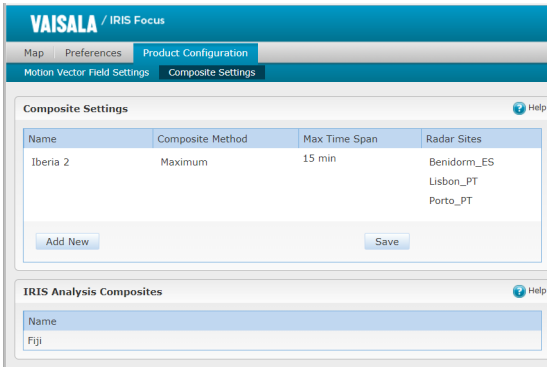 VAISALA / IRIS Focus
Map Preferences Product Configuration
Motion Vector Field Settings Composite Settings
Composite Settings ? Help
Name Composite Method Max Time Span Radar Sites
Iberia 2 Maximum 15 min Benidorm_ES
Lisbon_PT
Porto_PT
Add New Save
IRIS Analysis Composites ? Help
Name
Fiji